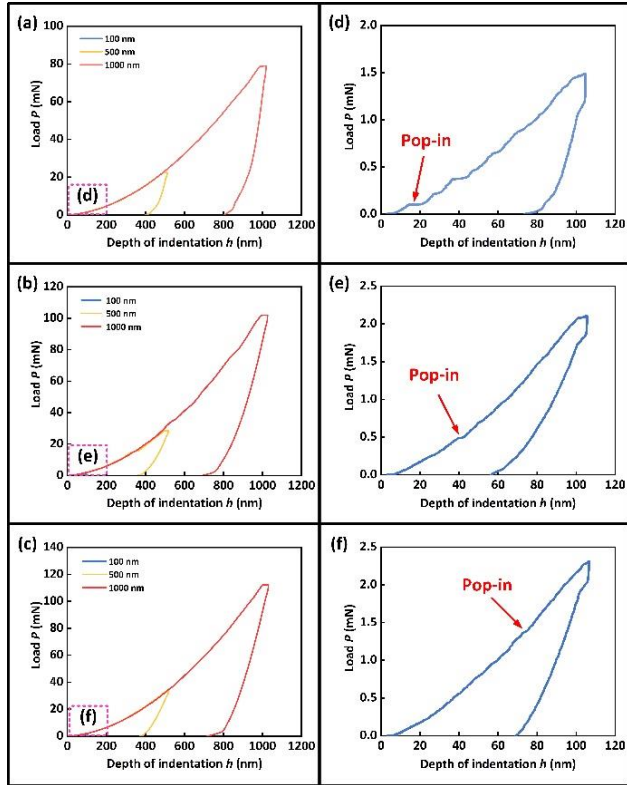 (a)
100 nm
500 nm
1000 nm
(d)
Load P (mN)
100
80
60
40
20
0
0 200 400 600 800 1000 1200
Depth of indentation h (nm)
(d)
Pop-in
Load P (mN)
2.0
1.5
1.0
0.5
0.0
0 20 40 60 80 100 120
Depth of indentation h (nm)
(b)
100 nm
500 nm
1000 nm
(e)
Load P (mN)
120
100
80
60
40
20
0
0 200 400 600 800 1000 1200
Depth of indentation h (nm)
(e)
Pop-in
Load P (mN)
2.5
2.0
1.5
1.0
0.5
0.0
0 20 40 60 80 100 120
Depth of indentation h (nm)
(c)
100 nm
500 nm
1000 nm
(f)
Load P (mN)
140
120
100
80
60
40
20
0
0 200 400 600 800 1000 1200
Depth of indentation h (nm)
(f)
Pop-in
Load P (mN)
2.5
2.0
1.5
1.0
0.5
0.0
0 20 40 60 80 100 120
Depth of indentation h (nm)